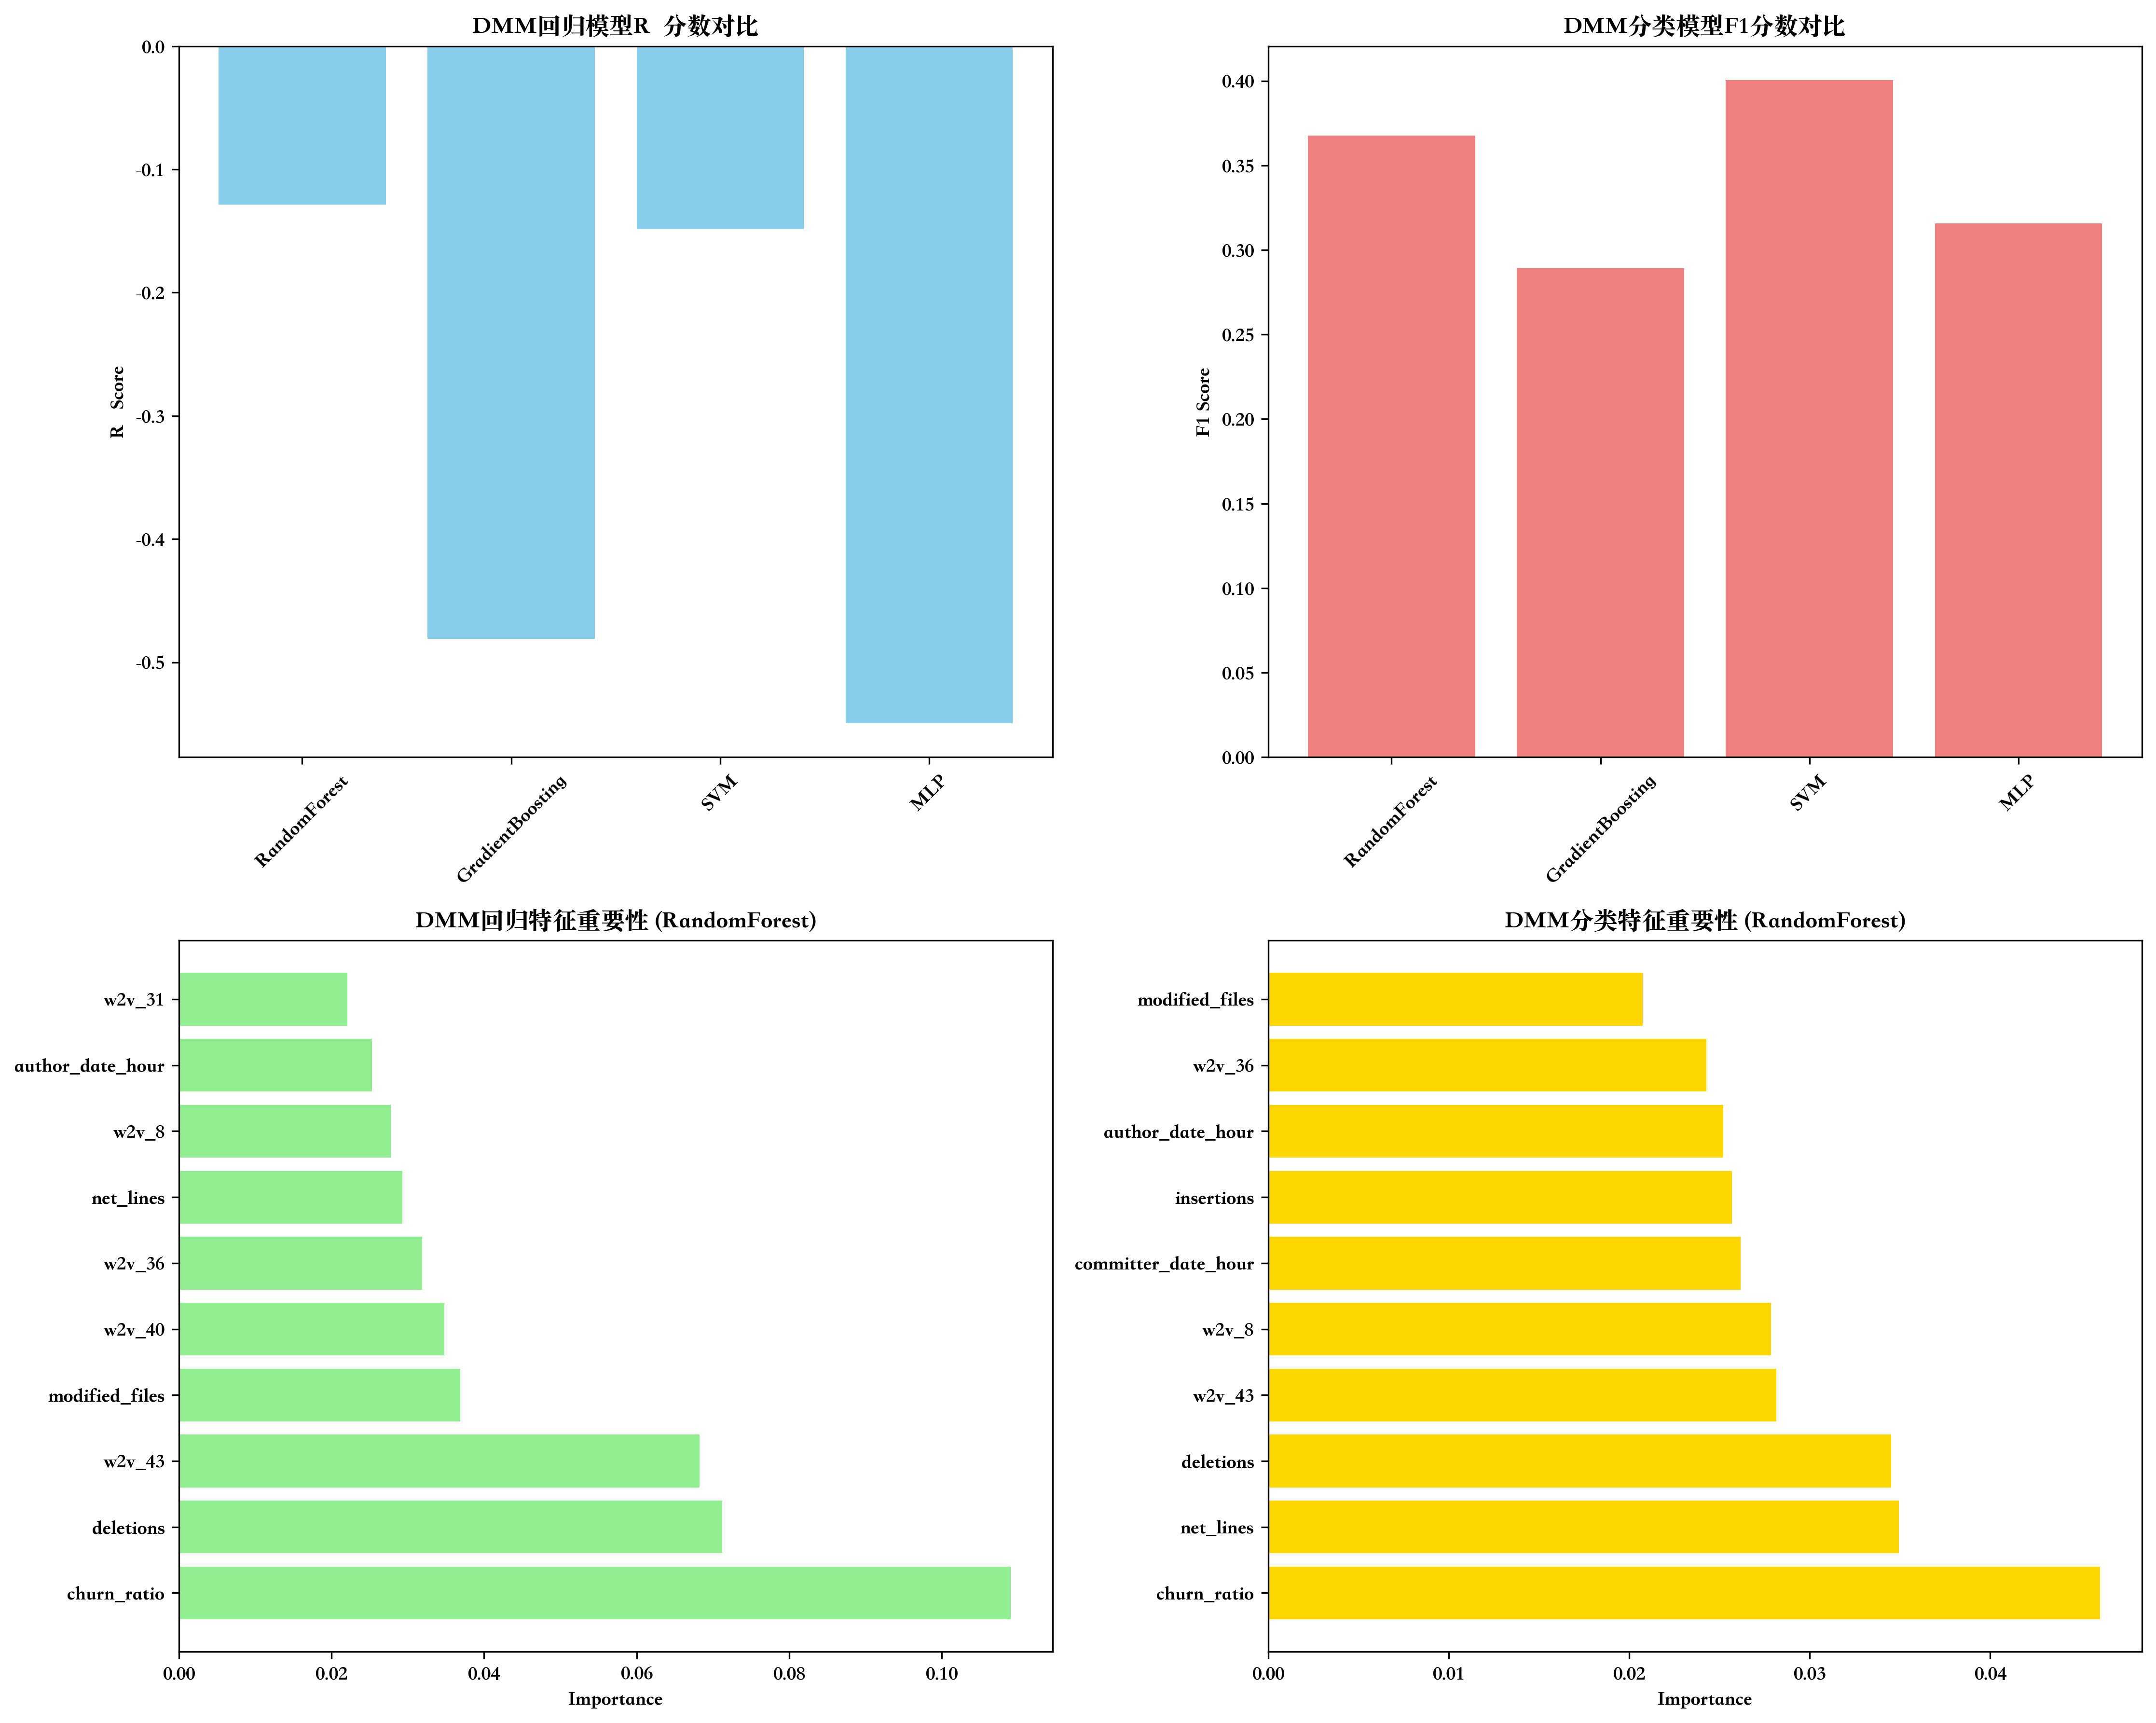 DMM回归模型R 分数对比
R Score
0.0
-0.1
-0.2
-0.3
-0.4
-0.5
RandomForest
GradientBoosting
SVM
MLP
DMM分类模型F1分数对比
F1 Score
0.40
0.35
0.30
0.25
0.20
0.15
0.10
0.05
0.00
RandomForest
GradientBoosting
SVM
MLP
DMM回归特征重要性 (RandomForest)
w2v_31
author_date_hour
w2v_8
net_lines
w2v_36
w2v_40
modified_files
w2v_43
deletions
churn_ratio
0.00
0.02
0.04
0.06
0.08
0.10
Importance
DMM分类特征重要性 (RandomForest)
modified_files
w2v_36
author_date_hour
insertions
committer_date_hour
w2v_8
w2v_43
deletions
net_lines
churn_ratio
0.00
0.01
0.02
0.03
0.04
Importance